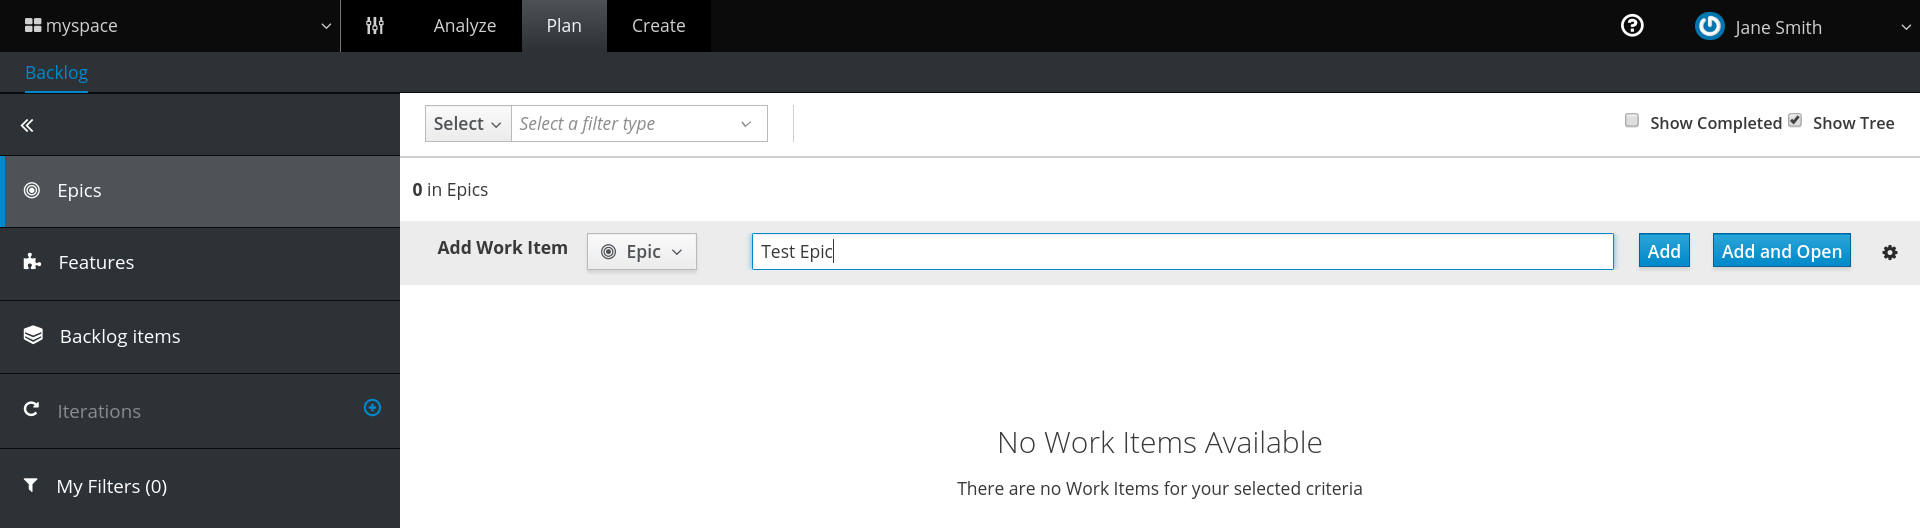 myspace Analyze Plan Create Jane Smith
Backlog
Select Select a filter type Show Completed Show Tree
Epics
0 in Epics
Add Work Item Epic Test Epic Add Add and Open
Features
Backlog items
Iterations
My Filters (0)
No Work Items Available
There are no Work Items for your selected criteria